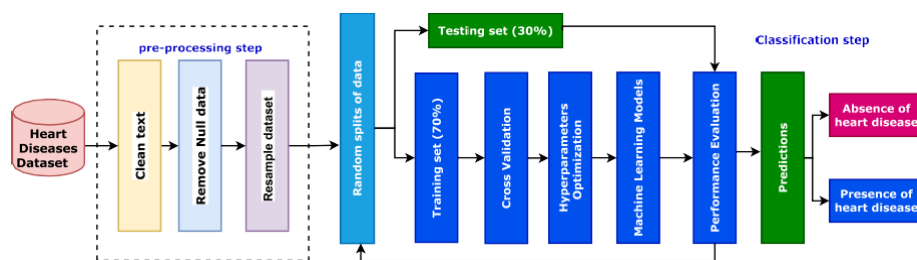 pre-processing step
Heart
Diseases
Dataset
Clean text
Remove Null data
Resample dataset
Random splits of data
Testing set (30%)
Training set (70%)
Cross Validation
Hyperparameters
Optimization
Machine Learning Models
Performance Evaluation
Classification step
Predictions
Absence of
heart disease
Presence of
heart disease